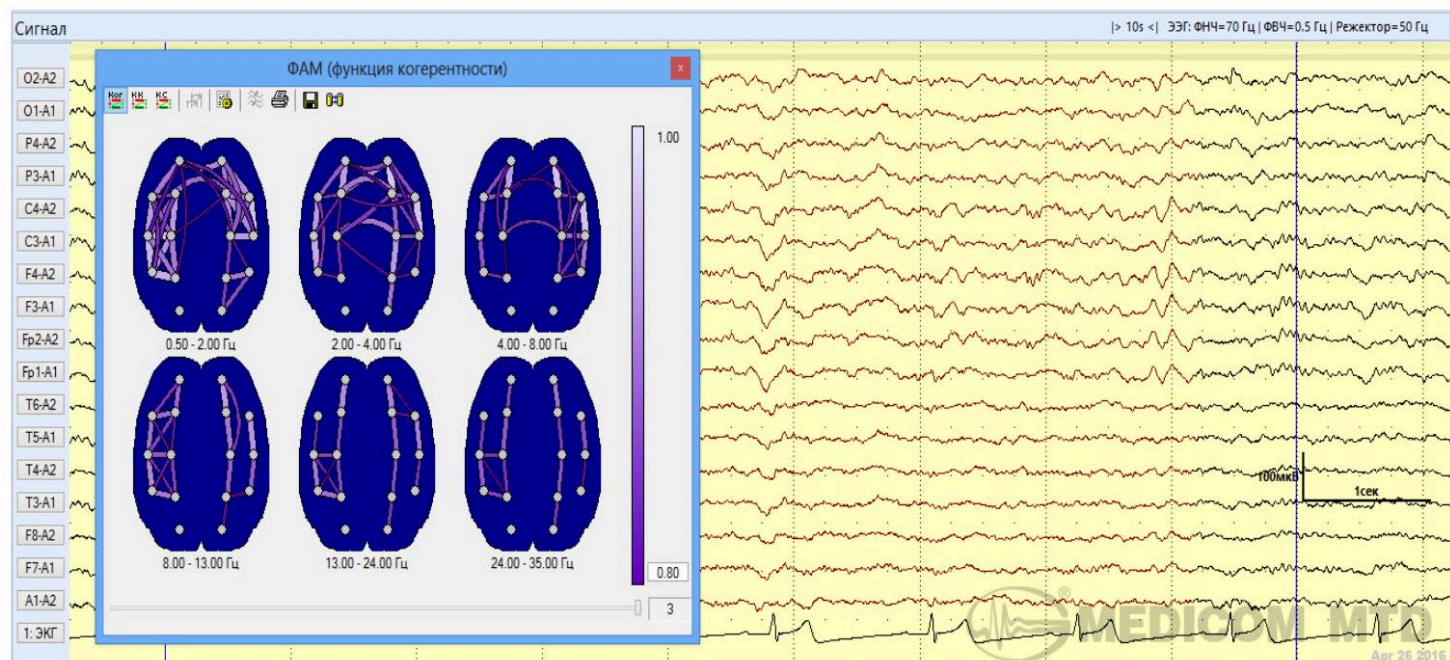 Сигнал
|> 10s <| ЭЭГ: ФНЧ=70 Гц | ФВЧ=0.5 Гц | Режектор=50 Гц
ФАМ (функция когерентности)
x
Ког КК КС
1.00
0.50 - 2.00 Гц
2.00 - 4.00 Гц
4.00 - 8.00 Гц
8.00 - 13.00 Гц
13.00 - 24.00 Гц
24.00 - 35.00 Гц
0.80
3
O2-A2
O1-A1
P4-A2
P3-A1
C4-A2
C3-A1
F4-A2
F3-A1
Fp2-A2
Fp1-A1
T6-A2
T5-A1
T4-A2
T3-A1
F8-A2
F7-A1
A1-A2
1: ЭКГ
100мкВ
1сек
MEDICOM MTD
Apr 26 2016